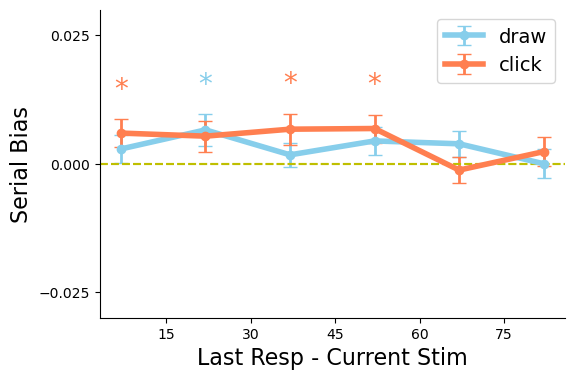 draw
click
Serial Bias
0.025
0.000
−0.025
15 30 45 60 75
Last Resp - Current Stim